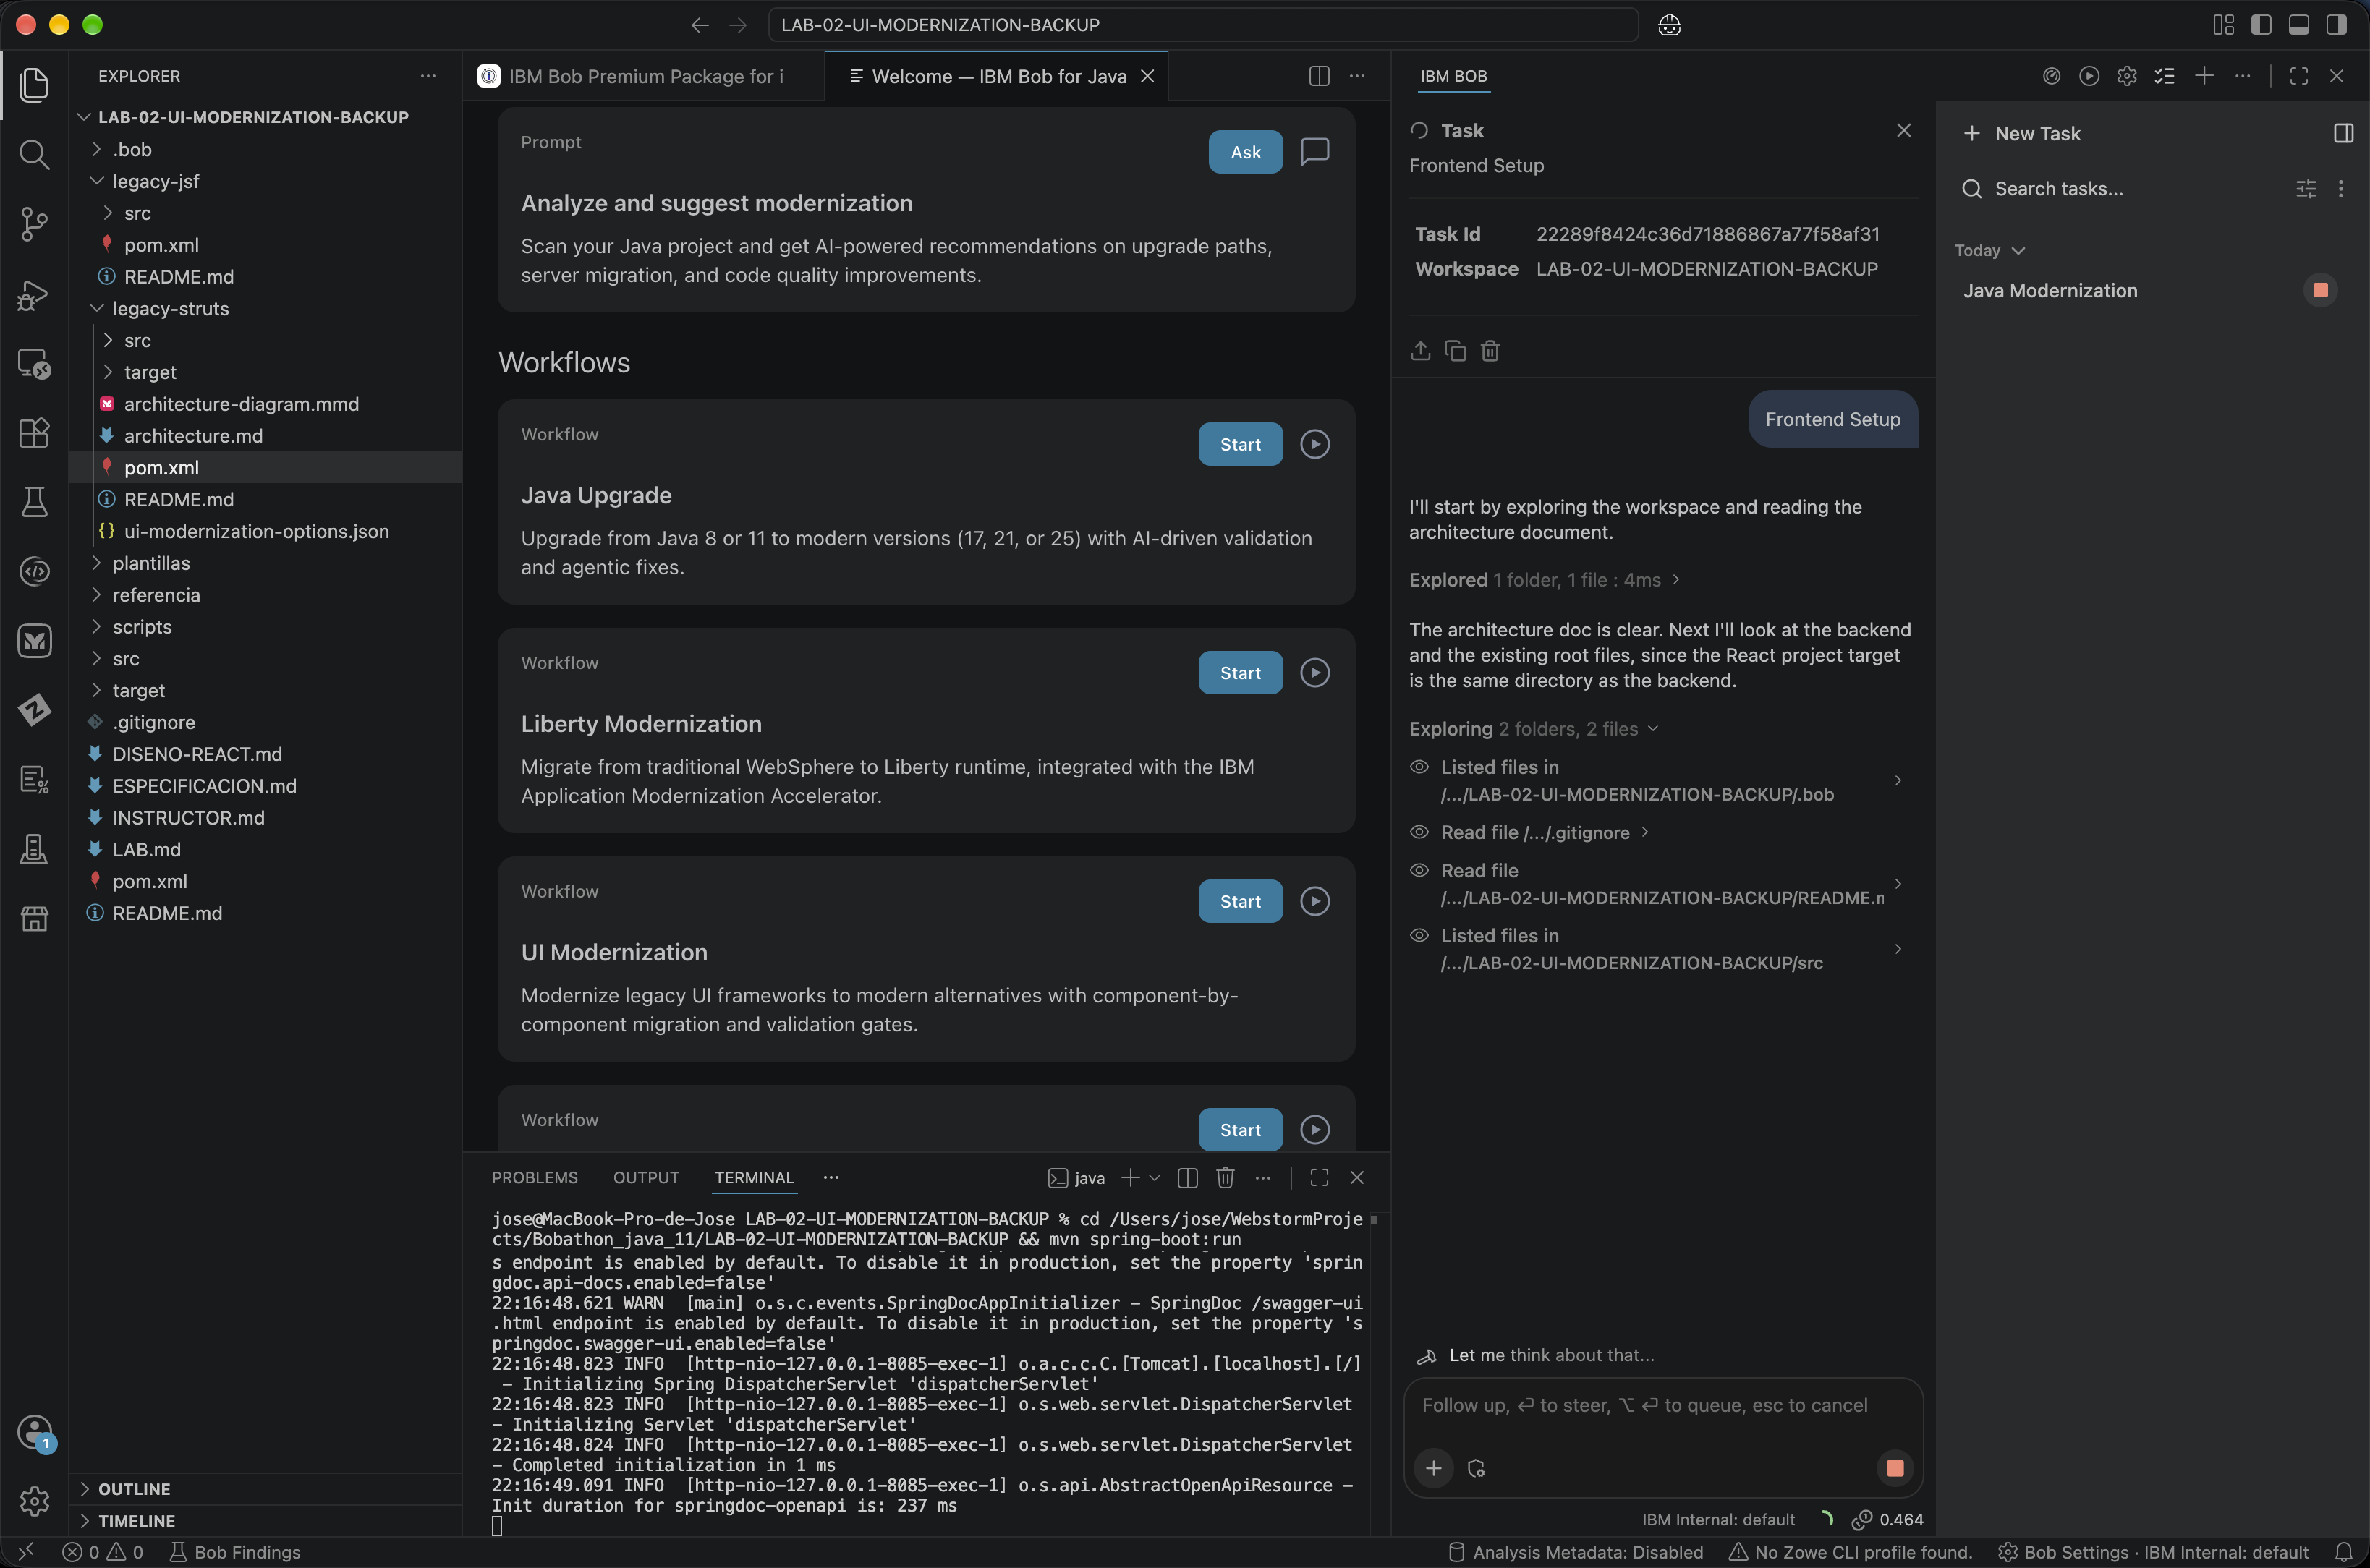 LAB-02-UI-MODERNIZATION-BACKUP
EXPLORER
LAB-02-UI-MODERNIZATION-BACKUP
.bob
legacy-jsf
src
pom.xml
README.md
legacy-struts
src
target
architecture-diagram.mmd
architecture.md
pom.xml
README.md
ui-modernization-options.json
plantillas
referencia
scripts
src
target
.gitignore
DISENO-REACT.md
ESPECIFICACION.md
INSTRUCTOR.md
LAB.md
pom.xml
README.md
OUTLINE
TIMELINE
1
IBM Bob Premium Package for i
Welcome — IBM Bob for Java
Prompt
Ask
Analyze and suggest modernization
Scan your Java project and get AI-powered recommendations on upgrade paths,
server migration, and code quality improvements.
Workflows
Workflow
Start
Java Upgrade
Upgrade from Java 8 or 11 to modern versions (17, 21, or 25) with AI-driven validation
and agentic fixes.
Workflow
Start
Liberty Modernization
Migrate from traditional WebSphere to Liberty runtime, integrated with the IBM
Application Modernization Accelerator.
Workflow
Start
UI Modernization
Modernize legacy UI frameworks to modern alternatives with component-by-
component migration and validation gates.
Workflow
Start
PROBLEMS OUTPUT TERMINAL
java
jose@MacBook-Pro-de-Jose LAB-02-UI-MODERNIZATION-BACKUP % cd /Users/jose/WebstormProje
cts/Bobathon_java_11/LAB-02-UI-MODERNIZATION-BACKUP && mvn spring-boot:run
s endpoint is enabled by default. To disable it in production, set the property 'sprin
gdoc.api-docs.enabled=false'
22:16:48.621 WARN  [main] o.s.c.events.SpringDocAppInitializer - SpringDoc /swagger-ui
.html endpoint is enabled by default. To disable it in production, set the property 's
pringdoc.swagger-ui.enabled=false'
22:16:48.823 INFO  [http-nio-127.0.0.1-8085-exec-1] o.a.c.c.C.[Tomcat].[localhost].[/]
 - Initializing Spring DispatcherServlet 'dispatcherServlet'
22:16:48.823 INFO  [http-nio-127.0.0.1-8085-exec-1] o.s.web.servlet.DispatcherServlet
- Initializing Servlet 'dispatcherServlet'
22:16:48.824 INFO  [http-nio-127.0.0.1-8085-exec-1] o.s.web.servlet.DispatcherServlet
- Completed initialization in 1 ms
22:16:49.091 INFO  [http-nio-127.0.0.1-8085-exec-1] o.s.api.AbstractOpenApiResource -
Init duration for springdoc-openapi is: 237 ms
IBM BOB
Task
Frontend Setup
Task Id 22289f8424c36d71886867a77f58af31
Workspace LAB-02-UI-MODERNIZATION-BACKUP
Frontend Setup
I'll start by exploring the workspace and reading the
architecture document.
Explored 1 folder, 1 file : 4ms
The architecture doc is clear. Next I'll look at the backend
and the existing root files, since the React project target
is the same directory as the backend.
Exploring 2 folders, 2 files
Listed files in
/.../LAB-02-UI-MODERNIZATION-BACKUP/.bob
Read file /.../.gitignore
Read file
/.../LAB-02-UI-MODERNIZATION-BACKUP/README.n
Listed files in
/.../LAB-02-UI-MODERNIZATION-BACKUP/src
Let me think about that...
Follow up, ↵ to steer, ⌥ ↵ to queue, esc to cancel
IBM Internal: default 0.464
New Task
Search tasks...
Today
Java Modernization
0 0 Bob Findings
Analysis Metadata: Disabled
No Zowe CLI profile found.
Bob Settings · IBM Internal: default